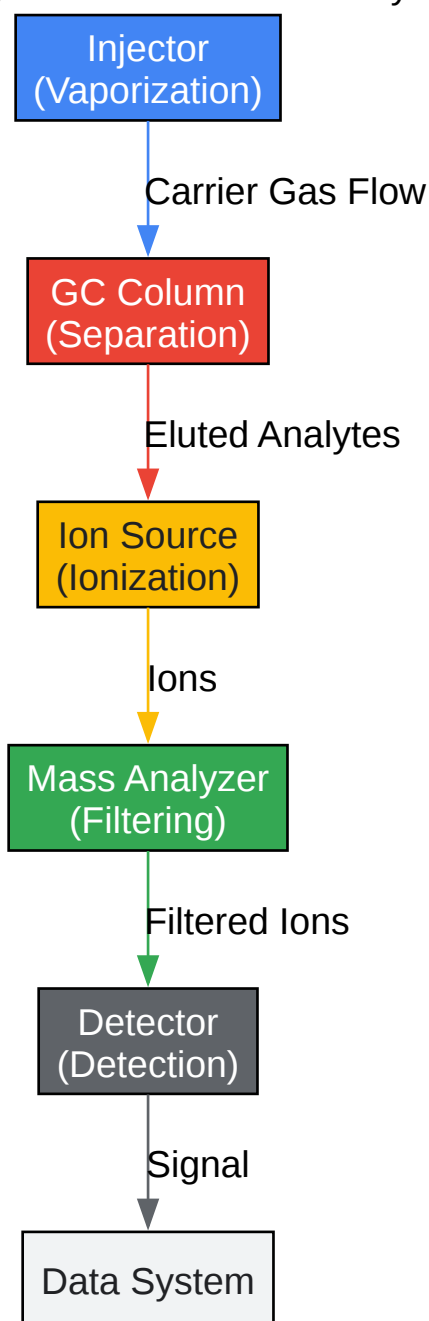 Injector
(Vaporization)
Carrier Gas Flow
GC Column
(Separation)
Eluted Analytes
Ion Source
(Ionization)
Ions
Mass Analyzer
(Filtering)
Filtered Ions
Detector
(Detection)
Signal
Data System